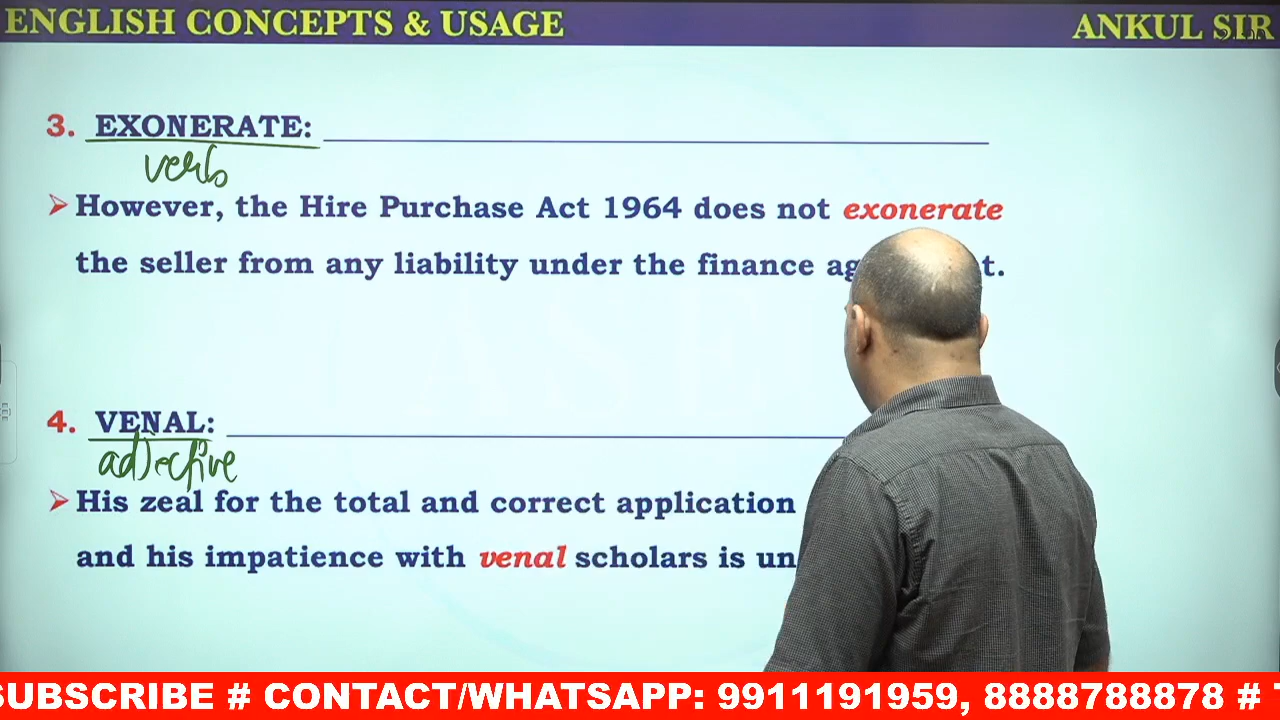 ENGLISH CONCEPTS & USAGE
ANKUL SIR
3. EXONERATE:
verb
However, the Hire Purchase Act 1964 does not exonerate
the seller from any liability under the finance ag t.
4. VENAL:
adjective
His zeal for the total and correct application
and his impatience with venal scholars is un
SUBSCRIBE # CONTACT/WHATSAPP: 9911191959, 8888788878 # T